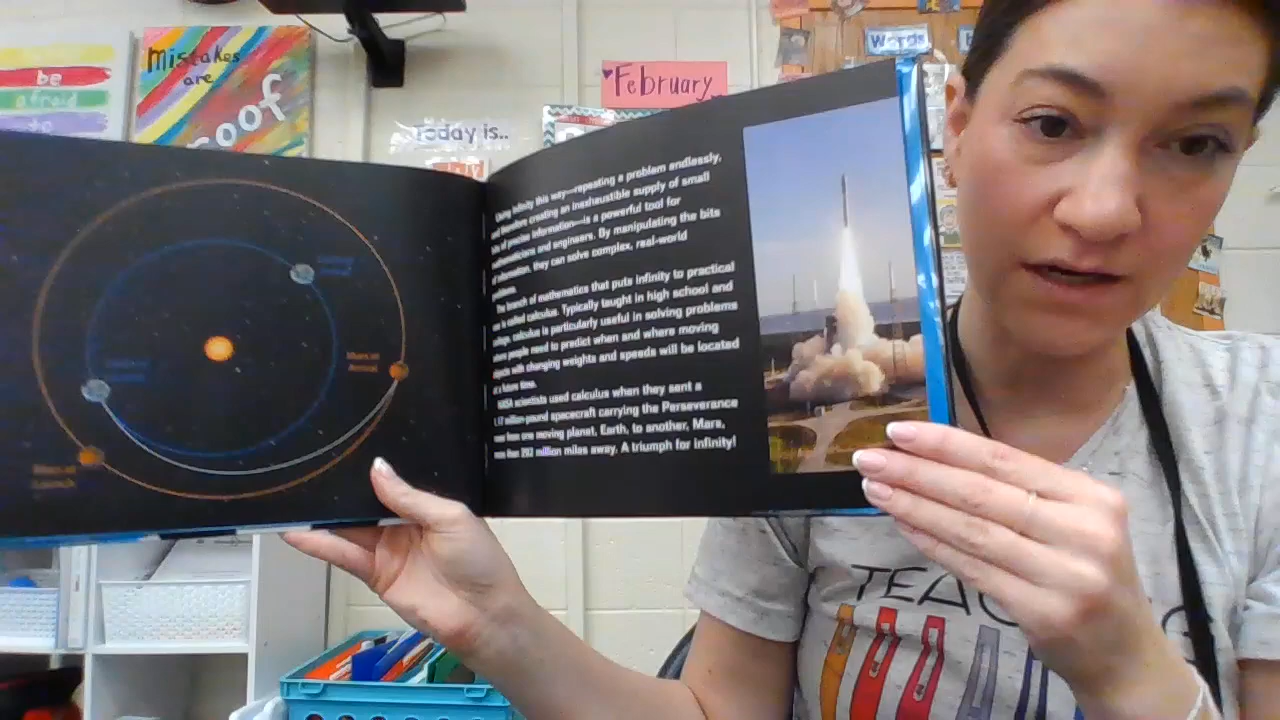 be
afraid
to
Mistakes
are
Proof
February
Today is..
Words
Mars at
Arrival
Mars at
Launch
Using infinity this way—repeating a problem endlessly,
and therefore creating an inexhaustible supply of small
bits of precise information—is a powerful tool for
mathematicians and engineers. By manipulating the bits
of information, they can solve complex, real-world
problems.
The branch of mathematics that puts infinity to practical
use is called calculus. Typically taught in high school and
college, calculus is particularly useful in solving problems
where people need to predict when and where moving
objects with changing weights and speeds will be located
at a future time.
NASA scientists used calculus when they sent a
1.17 million-pound spacecraft carrying the Perseverance
rover from one moving planet, Earth, to another, Mars,
more than 292 million miles away. A triumph for infinity!